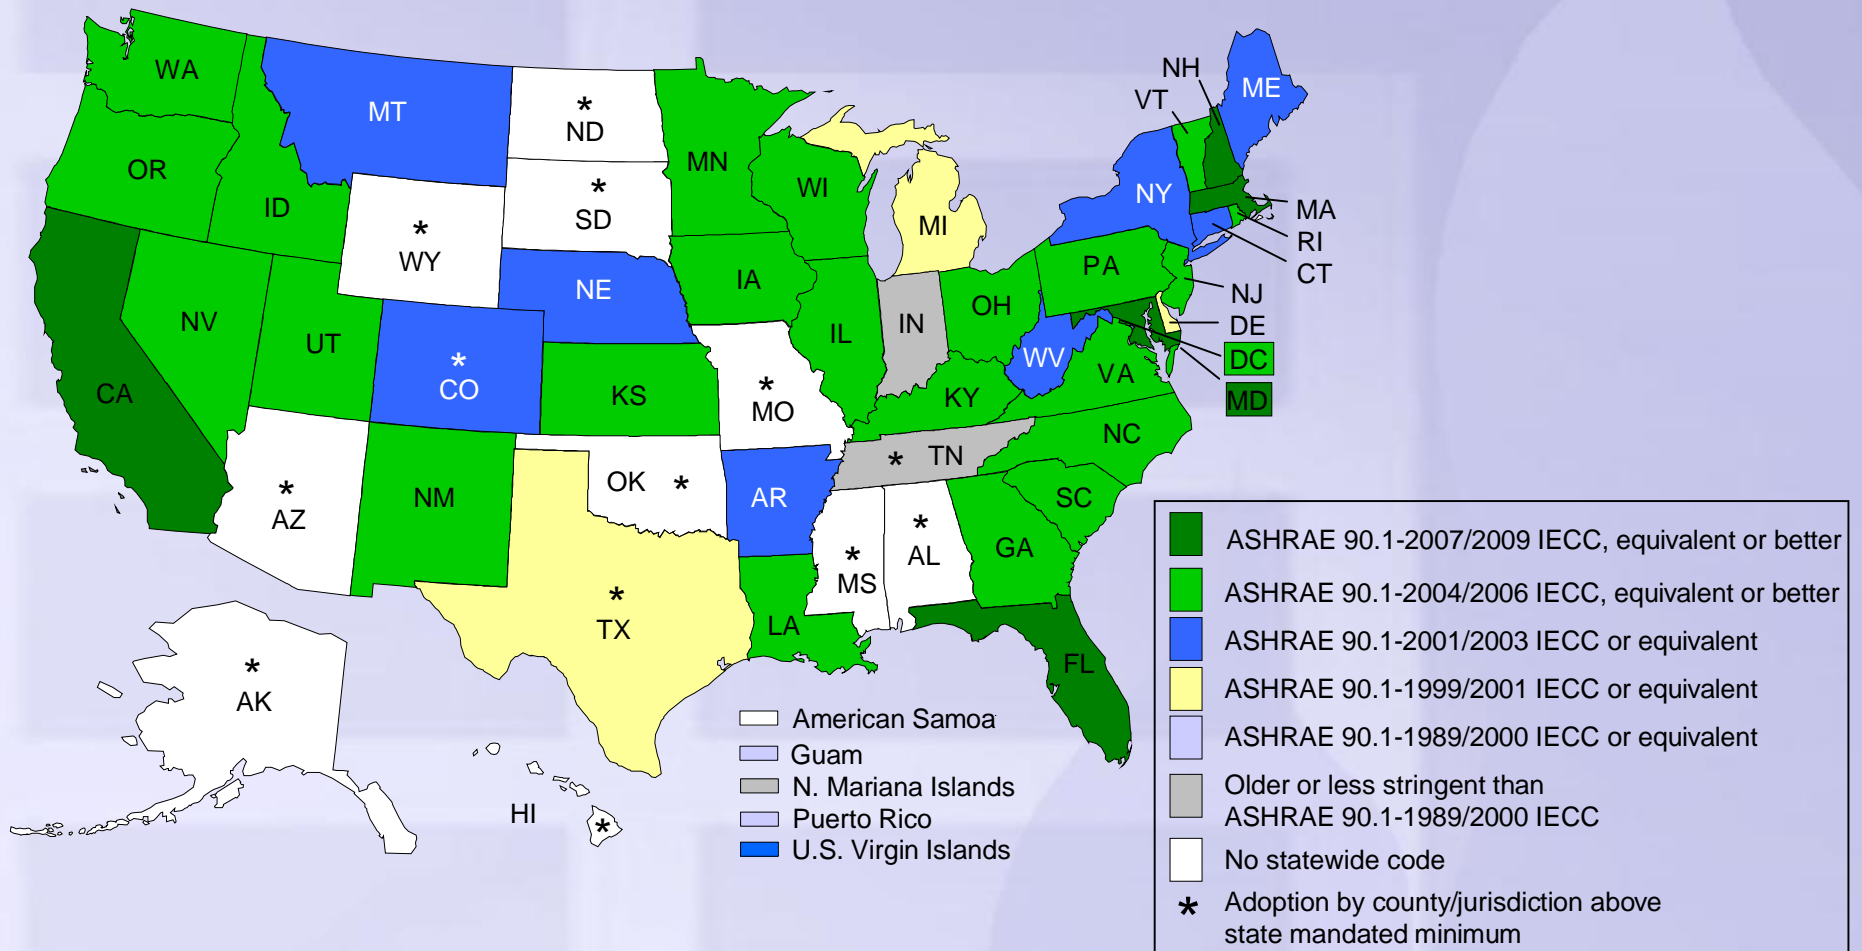 WA
MT
*
ND
MN
OR
ID
*
WY
*
SD
WI
MI
NH
VT
ME
NY
MA
RI
CT
NV
UT
CA
*
CO
NE
IA
IL
IN
OH
PA
NJ
DE
DC
MD
WV
VA
KS
*
MO
KY
NC
* TN
SC
*
AZ
NM
OK *
AR
*
MS
*
AL
GA
*
TX
LA
FL
*
AK
HI
*
American Samoa
Guam
N. Mariana Islands
Puerto Rico
U.S. Virgin Islands
ASHRAE 90.1-2007/2009 IECC, equivalent or better
ASHRAE 90.1-2004/2006 IECC, equivalent or better
ASHRAE 90.1-2001/2003 IECC or equivalent
ASHRAE 90.1-1999/2001 IECC or equivalent
ASHRAE 90.1-1989/2000 IECC or equivalent
Older or less stringent than
ASHRAE 90.1-1989/2000 IECC
No statewide code
* Adoption by county/jurisdiction above
state mandated minimum